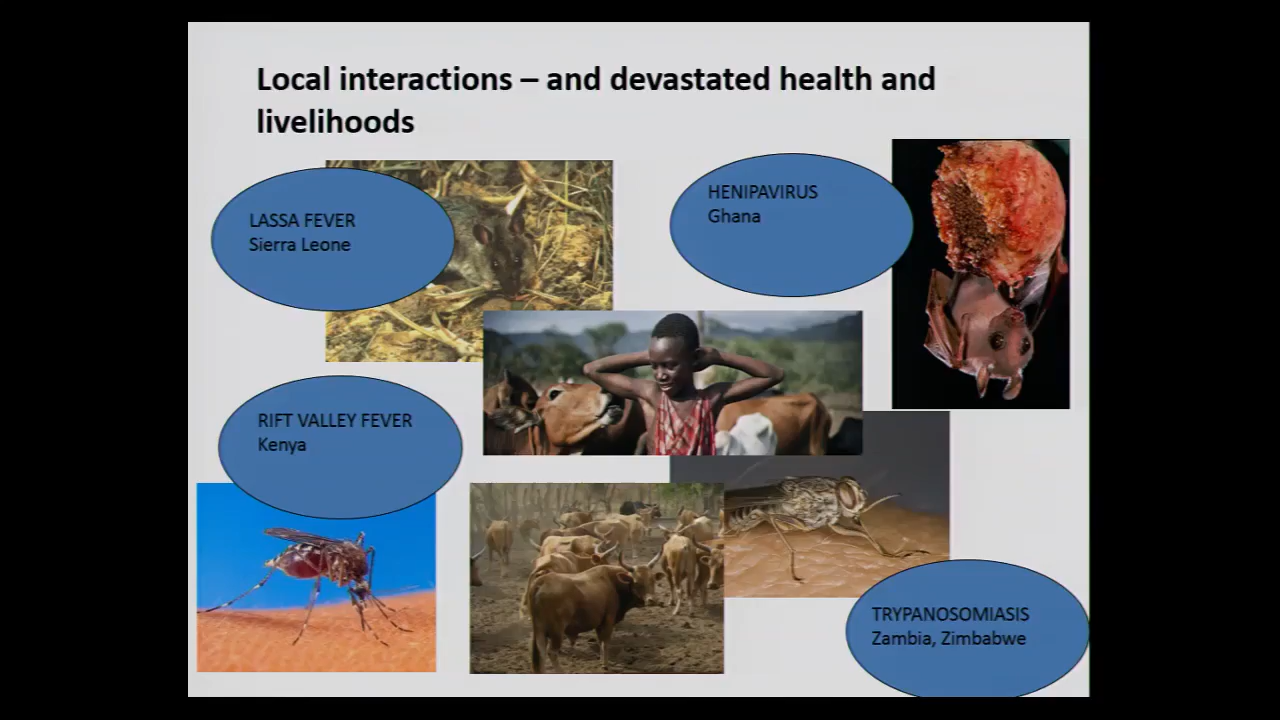 Local interactions – and devastated health and
livelihoods
LASSA FEVER
Sierra Leone
HENIPAVIRUS
Ghana
RIFT VALLEY FEVER
Kenya
TRYPANOSOMIASIS
Zambia, Zimbabwe